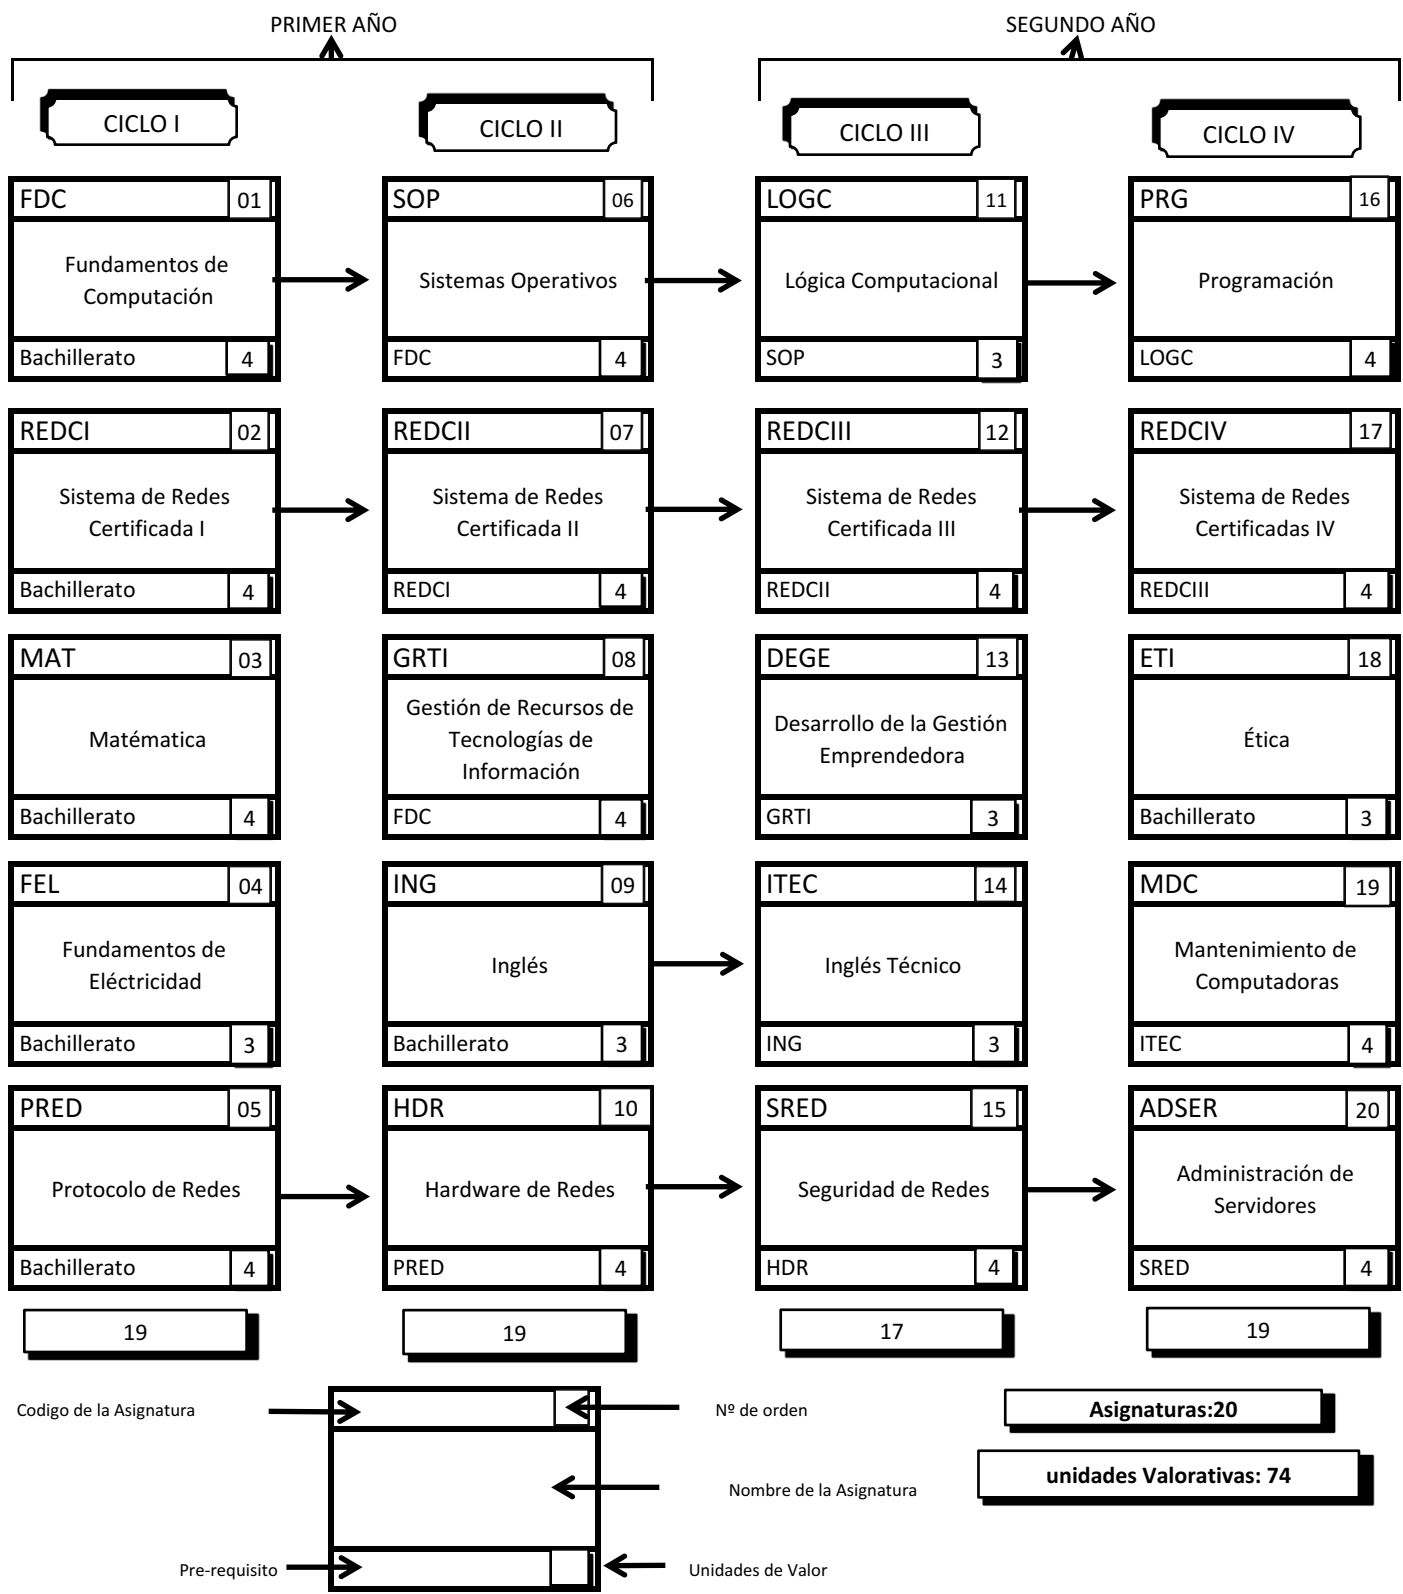 PRIMER AÑO
SEGUNDO AÑO
CICLO I
CICLO II
CICLO III
CICLO IV
FDC 01
Fundamentos de
Computación
Bachillerato 4
SOP 06
Sistemas Operativos
FDC 4
LOGC 11
Lógica Computacional
SOP 3
PRG 16
Programación
LOGC 4
REDCI 02
Sistema de Redes
Certificada I
Bachillerato 4
REDCII 07
Sistema de Redes
Certificada II
REDCI 4
REDCIII 12
Sistema de Redes
Certificada III
REDCII 4
REDCIV 17
Sistema de Redes
Certificadas IV
REDCIII 4
MAT 03
Matématica
Bachillerato 4
GRTI 08
Gestión de Recursos de
Tecnologías de
Información
FDC 4
DEGE 13
Desarrollo de la Gestión
Emprendedora
GRTI 3
ETI 18
Ética
Bachillerato 3
FEL 04
Fundamentos de
Eléctricidad
Bachillerato 3
ING 09
Inglés
Bachillerato 3
ITEC 14
Inglés Técnico
ING 3
MDC 19
Mantenimiento de
Computadoras
ITEC 4
PRED 05
Protocolo de Redes
Bachillerato 4
HDR 10
Hardware de Redes
PRED 4
SRED 15
Seguridad de Redes
HDR 4
ADSER 20
Administración de
Servidores
SRED 4
19
19
17
19
Codigo de la Asignatura
Nº de orden
Nombre de la Asignatura
Pre-requisito
Unidades de Valor
Asignaturas:20
unidades Valorativas: 74